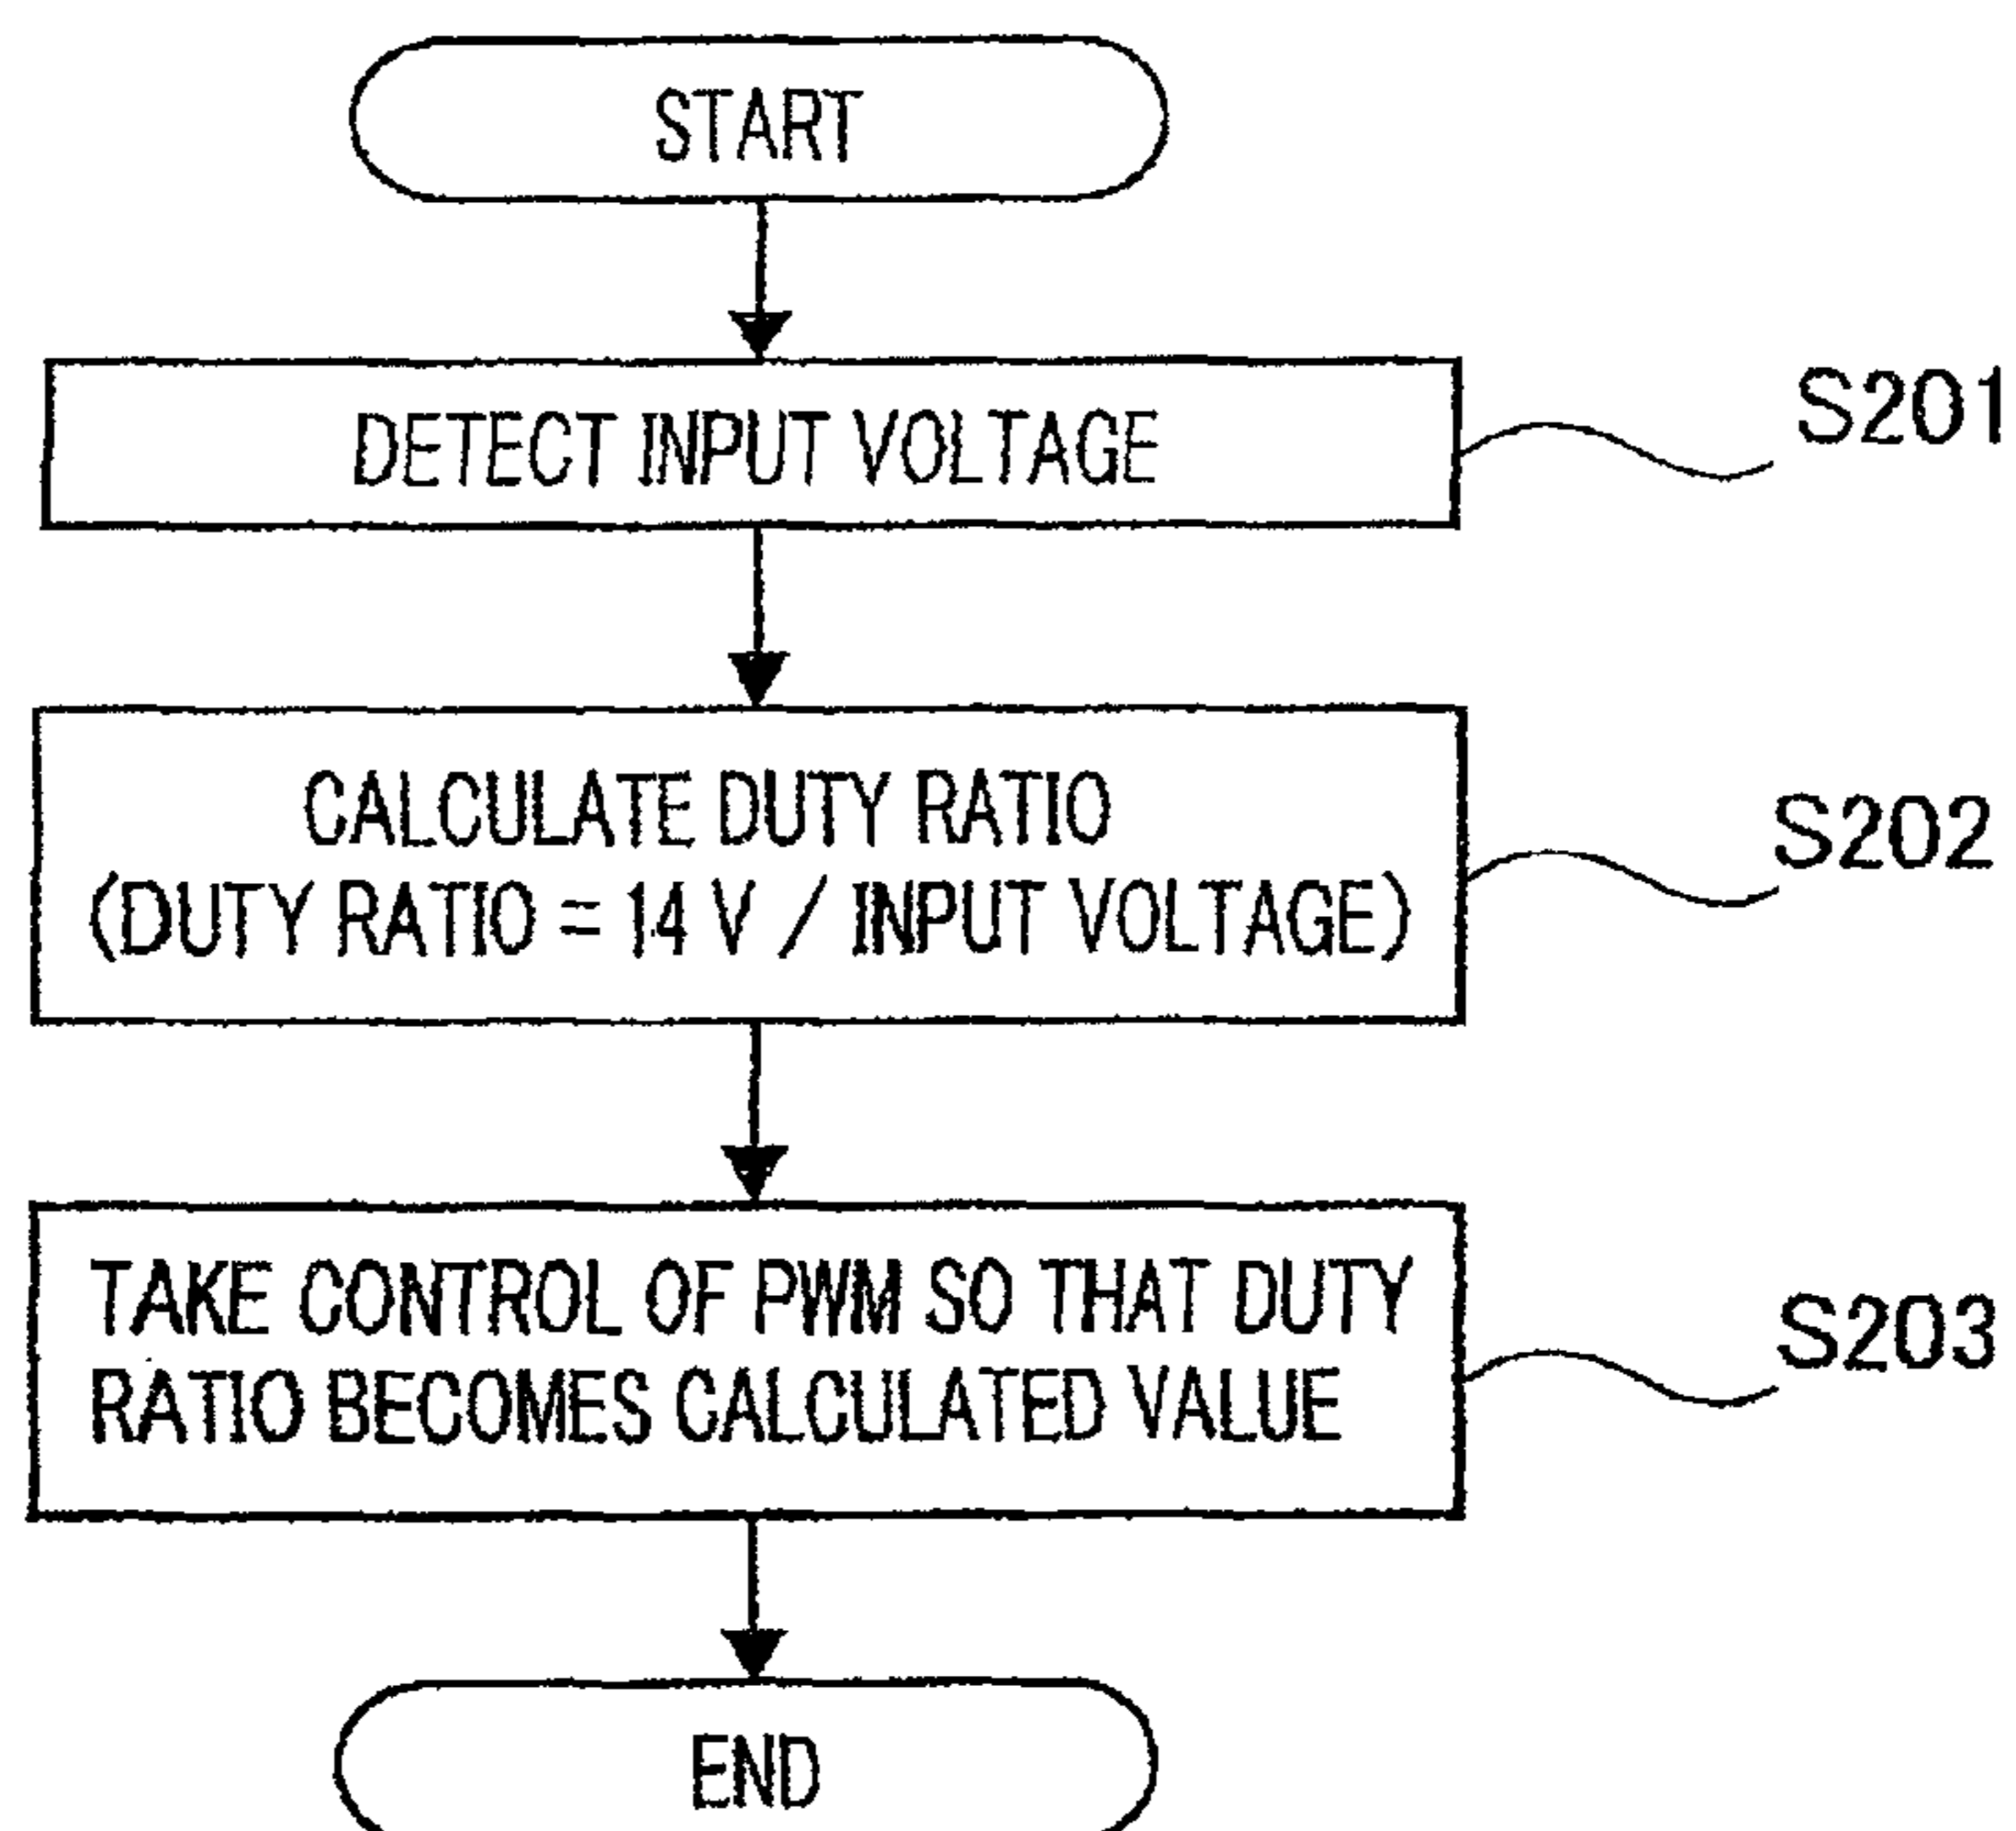 START
DETECT INPUT VOLTAGE
S201
CALCULATE DUTY RATIO
(DUTY RATIO = 14 V / INPUT VOLTAGE)
S202
TAKE CONTROL OF PWM SO THAT DUTY
RATIO BECOMES CALCULATED VALUE
S203
END